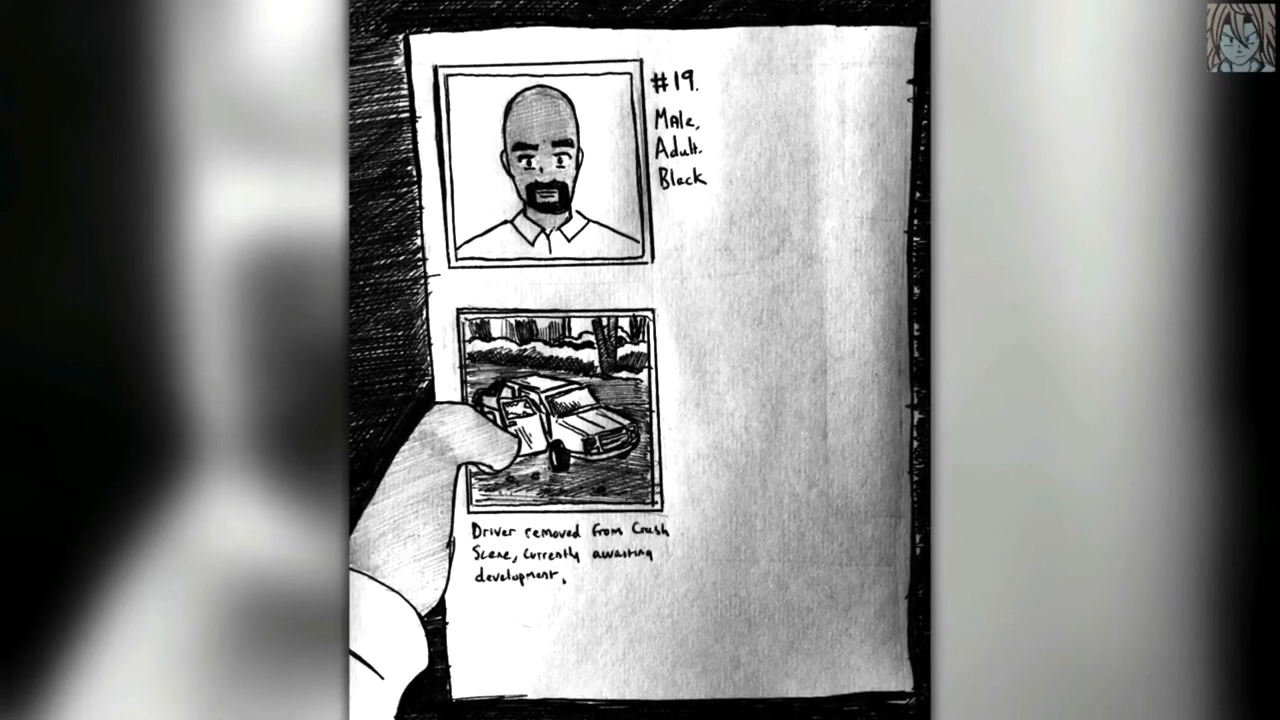 #19.
Male,
Adult.
Black
Driver removed from Crash
Scene, currently awaiting
development,